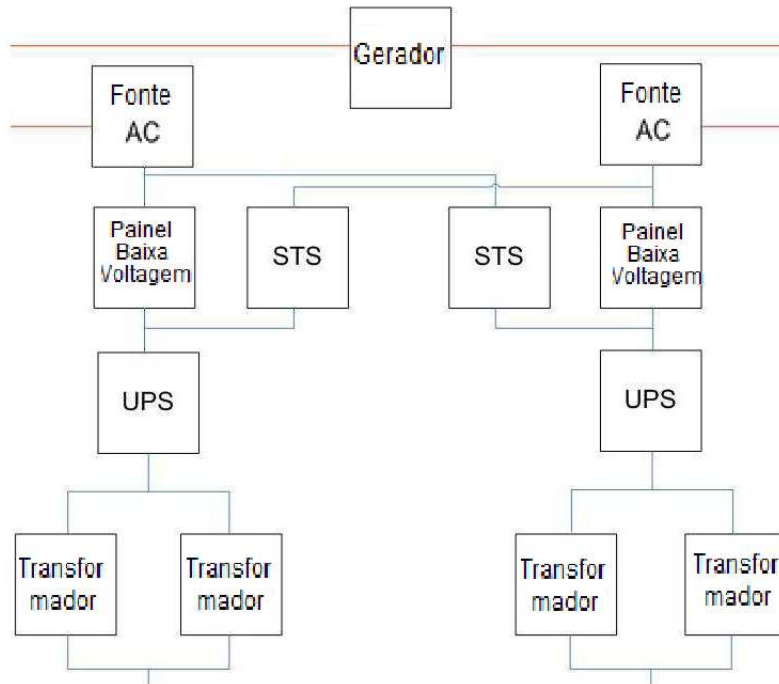 Gerador
Fonte
AC
Fonte
AC
Painel
Baixa
Voltagem
STS
STS
Painel
Baixa
Voltagem
UPS
UPS
Transfor
mador
Transfor
mador
Transfor
mador
Transfor
mador